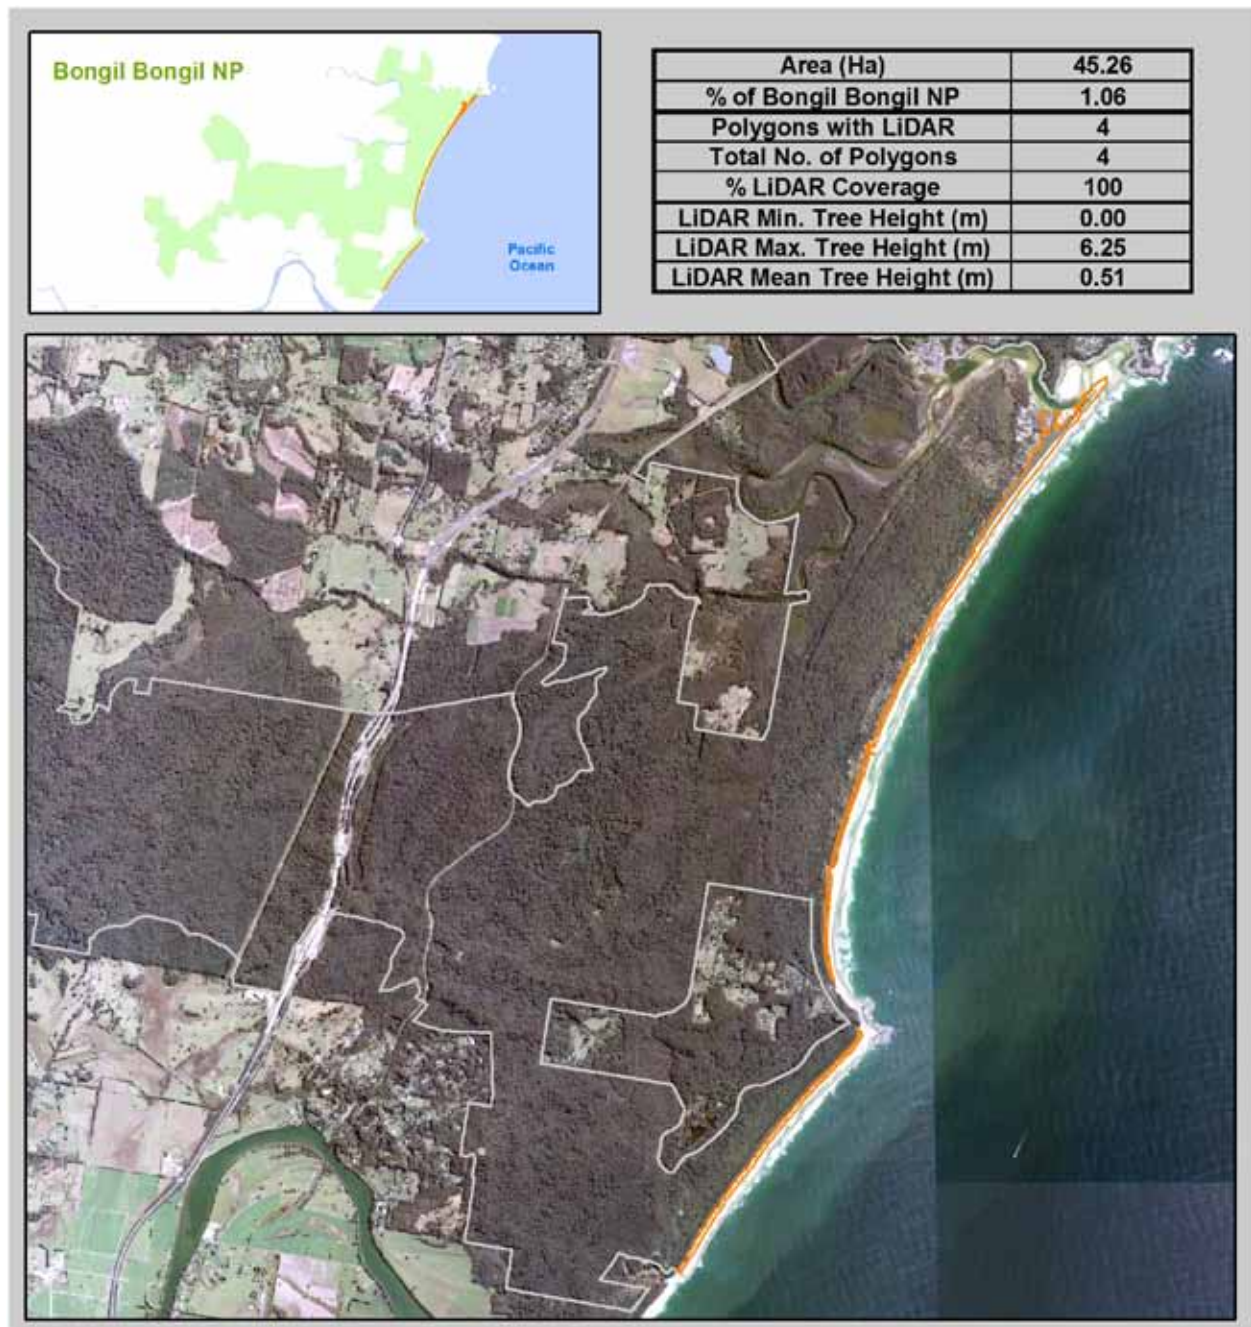 Bongil Bongil NP
Pacific
Ocean
Area (Ha) 45.26
% of Bongil Bongil NP 1.06
Polygons with LiDAR 4
Total No. of Polygons 4
% LiDAR Coverage 100
LiDAR Min. Tree Height (m) 0.00
LiDAR Max. Tree Height (m) 6.25
LiDAR Mean Tree Height (m) 0.51